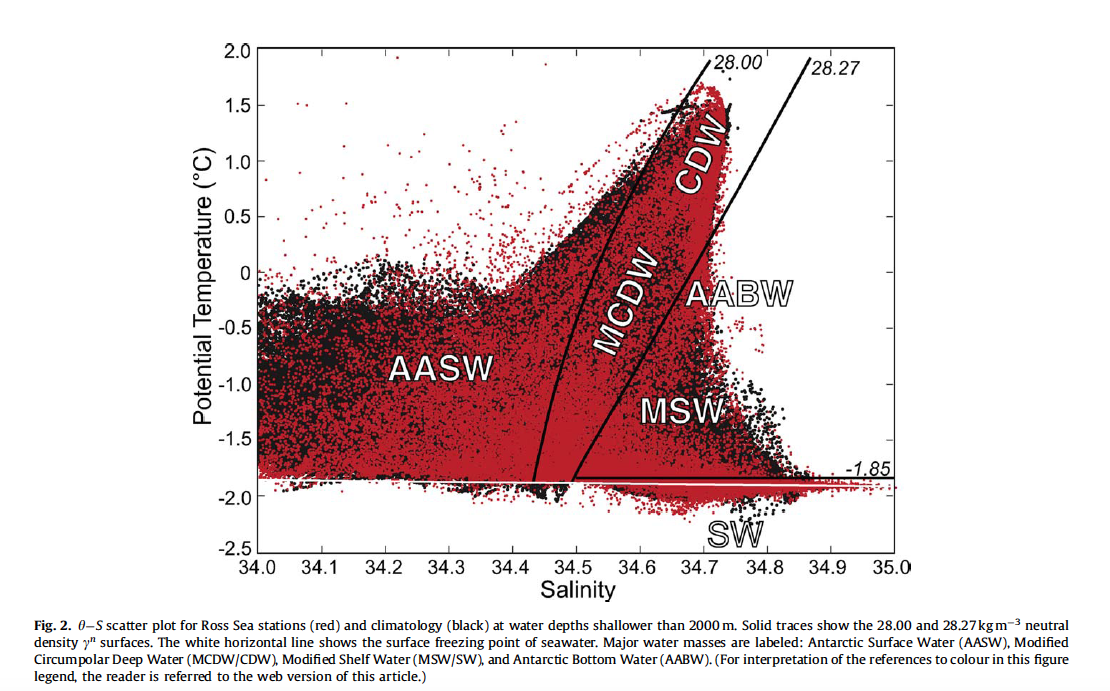 2.0
28.00
28.27
1.5
CDW
1.0
0.5
MCDW
0
AABW
-0.5
AASW
-1.0
MSW
-1.5
-1.85
-2.0
SW
-2.5
34.0 34.1 34.2 34.3 34.4 34.5 34.6 34.7 34.8 34.9 35.0
Potential Temperature (°C)
Salinity
Fig. 2. θ–S scatter plot for Ross Sea stations (red) and climatology (black) at water depths shallower than 2000 m. Solid traces show the 28.00 and 28.27 kg m⁻³ neutral
density γⁿ surfaces. The white horizontal line shows the surface freezing point of seawater. Major water masses are labeled: Antarctic Surface Water (AASW), Modified
Circumpolar Deep Water (MCDW/CDW), Modified Shelf Water (MSW/SW), and Antarctic Bottom Water (AABW). (For interpretation of the references to colour in this figure
legend, the reader is referred to the web version of this article.)